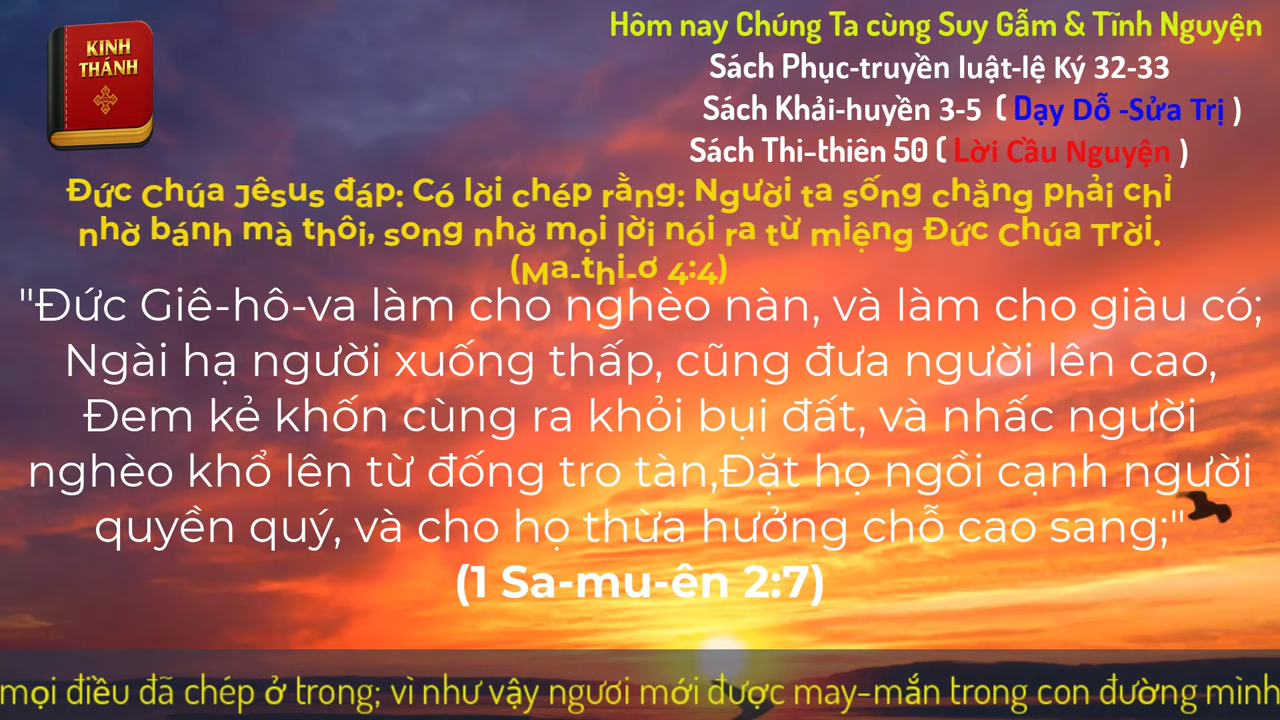 KINH
THÁNH
Hôm nay Chúng Ta cùng Suy Gẫm & Tĩnh Nguyện
Sách Phục-truyền luật-lệ Ký 32-33
Sách Khải-huyền 3-5 ( Dạy Dỗ -Sửa Trị )
Sách Thi-thiên 50 ( Lời Cầu Nguyện )
Đức Chúa Jêsus đáp: Có lời chép rằng: Người ta sống chẳng phải chỉ
nhờ bánh mà thôi, song nhờ mọi lời nói ra từ miệng Đức Chúa Trời.
(Ma-thi-ơ 4:4)
"Đức Giê-hô-va làm cho nghèo nàn, và làm cho giàu có;
Ngài hạ người xuống thấp, cũng đưa người lên cao,
Đem kẻ khốn cùng ra khỏi bụi đất, và nhấc người
nghèo khổ lên từ đống tro tàn,Đặt họ ngồi cạnh người
quyền quý, và cho họ thừa hưởng chỗ cao sang;"
(1 Sa-mu-ên 2:7)
mọi điều đã chép ở trong; vì như vậy ngươi mới được may-mắn trong con đường mình